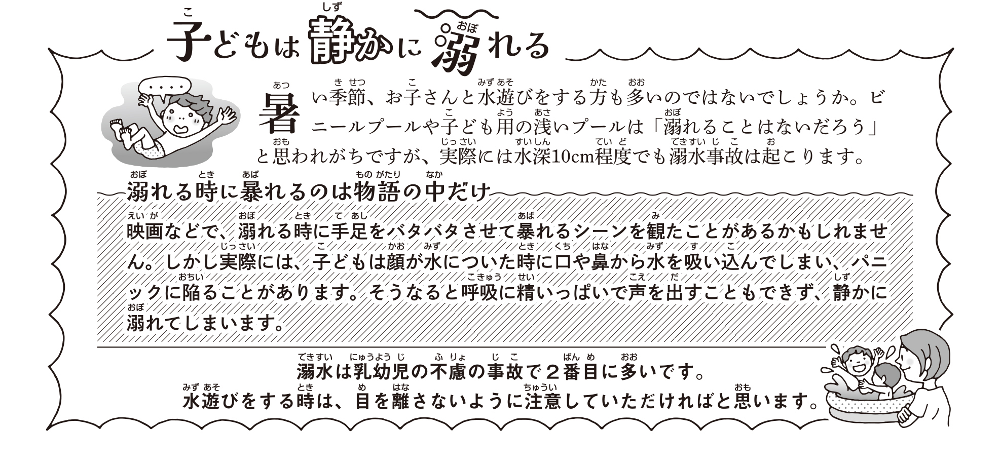 子どもは静かに溺れる
暑い季節、お子さんと水遊びをする方も多いのではないでしょうか。ビ
ニールプールや子ども用の浅いプールは「溺れることはないだろう」
と思われがちですが、実際には水深10cm程度でも溺水事故は起こります。
溺れる時に暴れるのは物語の中だけ
映画などで、溺れる時に手足をバタバタさせて暴れるシーンを観たことがあるかもしれませ
ん。しかし実際には、子どもは顔が水についた時に口や鼻から水を吸い込んでしまい、パニ
ックに陥ることがあります。そうなると呼吸に精いっぱいで声を出すこともできず、静かに
溺れてしまいます。
溺水は乳幼児の不慮の事故で2番目に多いです。
水遊びをする時は、目を離さないように注意していただければと思います。